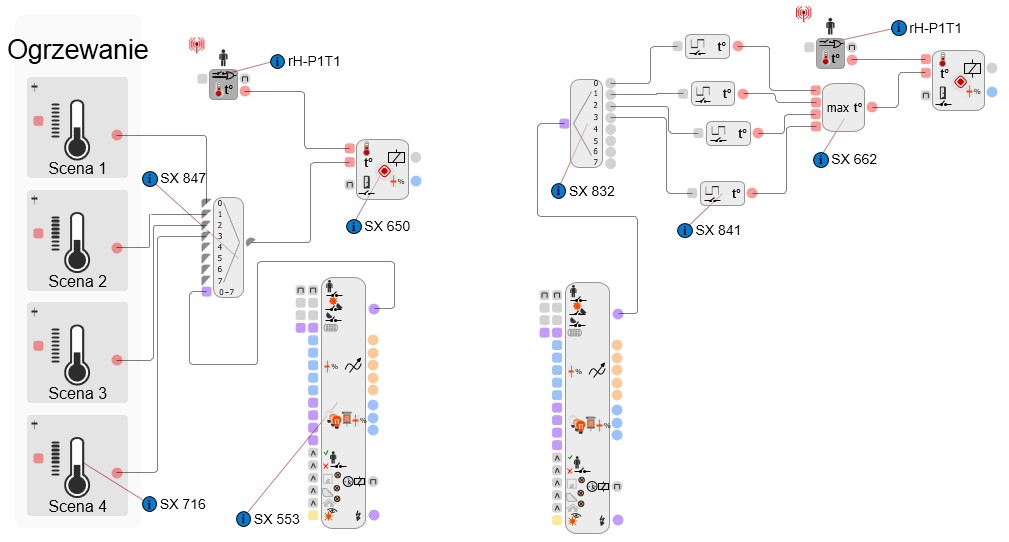 Ogrzewanie
Scena 1
Scena 2
Scena 3
Scena 4
rH-P1T1
t°
SX 847
0
1
2
3
4
5
6
7
0-7
t°
%
SX 650
SX 716
SX 553
%
%
rH-P1T1
t°
t°
%
t°
t°
t°
t°
max t°
SX 662
0
1
2
3
4
5
6
7
SX 832
SX 841
%
%